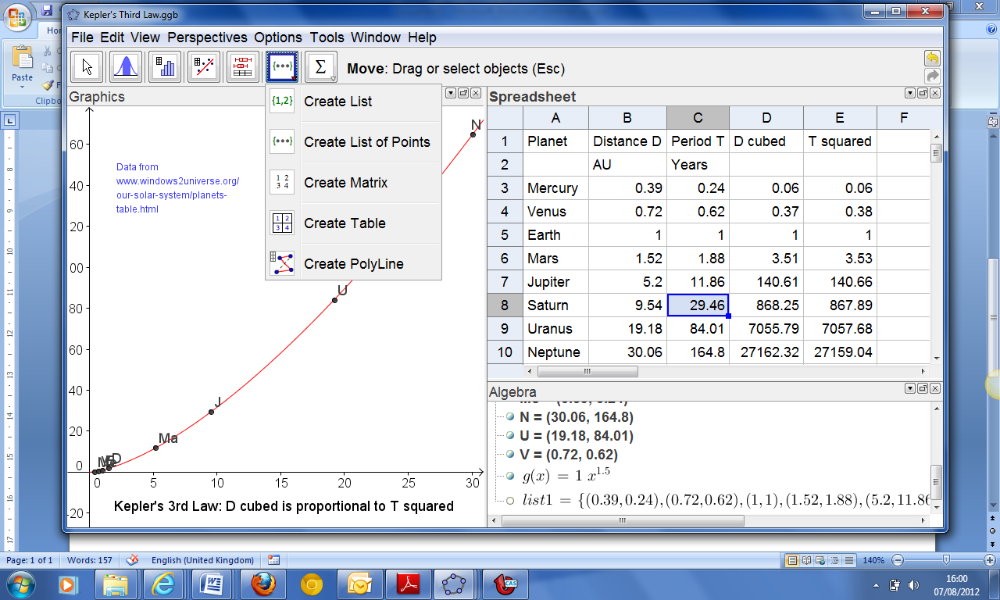 Kepler's Third Law.ggb
File Edit View Perspectives Options Tools Window Help
Move: Drag or select objects (Esc)
Paste
Clipb
Graphics
Create List
Create List of Points
Create Matrix
Create Table
Create PolyLine
Data from
www.windows2universe.org/
our-solar-system/planets-
table.html
60
40
20
00
80
60
40
20
0
-20
0 5 10 15 20 25 30
N
U
J
Ma
D
Kepler's 3rd Law: D cubed is proportional to T squared
Spreadsheet
A B C D E F
1 Planet Distance D Period T D cubed T squared
2 AU Years
3 Mercury 0.39 0.24 0.06 0.06
4 Venus 0.72 0.62 0.37 0.38
5 Earth 1 1 1 1
6 Mars 1.52 1.88 3.51 3.53
7 Jupiter 5.2 11.86 140.61 140.66
8 Saturn 9.54 29.46 868.25 867.89
9 Uranus 19.18 84.01 7055.79 7057.68
10 Neptune 30.06 164.8 27162.32 27159.04
Algebra
N = (30.06, 164.8)
U = (19.18, 84.01)
V = (0.72, 0.62)
g(x) = 1 x^1.5
list1 = {(0.39,0.24),(0.72,0.62),(1,1),(1.52,1.88),(5.2,11.86
Page: 1 of 1 Words: 157 English (United Kingdom) 140%
16:00
07/08/2012